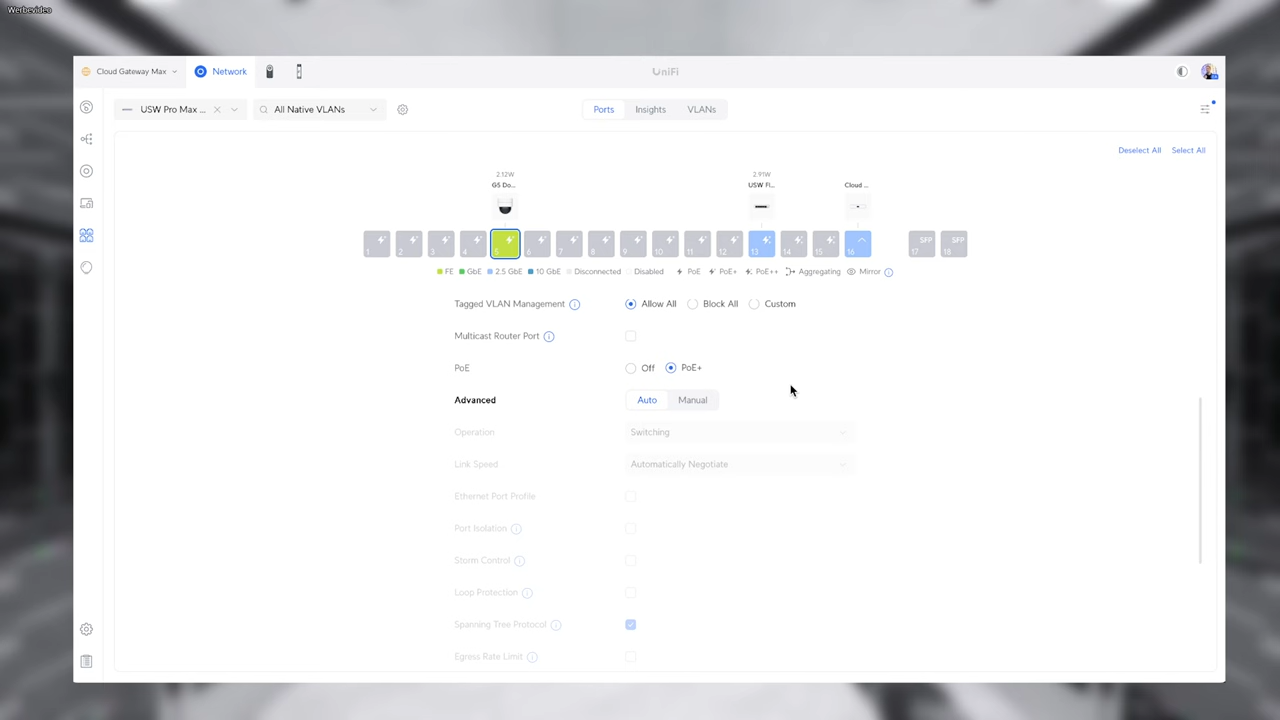 Werbevideo
Cloud Gateway Max
Network
UniFi
USW Pro Max ...
All Native VLANs
Ports
Insights
VLANs
Deselect All
Select All
2.12W
2.91W
G5 Do...
USW Fl...
Cloud ...
1
1
1
1 2 3 4 5 6 7 8 9 10 11 12 13 14 15 16 SFP 17 SFP 18
FE GbE 2.5 GbE 10 GbE Disconnected Disabled PoE PoE+ PoE++ Aggregating Mirror
Tagged VLAN Management Allow All Block All Custom
Multicast Router Port
PoE Off PoE+
Advanced Auto Manual
Operation Switching
Link Speed Automatically Negotiate
Ethernet Port Profile
Port Isolation
Storm Control
Loop Protection
Spanning Tree Protocol
Egress Rate Limit